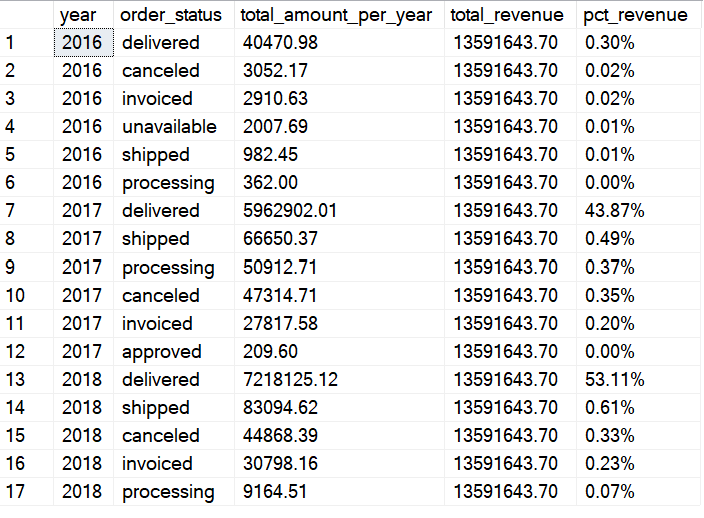 year order_status total_amount_per_year total_revenue pct_revenue
1 2016 delivered 40470.98 13591643.70 0.30%
2 2016 canceled 3052.17 13591643.70 0.02%
3 2016 invoiced 2910.63 13591643.70 0.02%
4 2016 unavailable 2007.69 13591643.70 0.01%
5 2016 shipped 982.45 13591643.70 0.01%
6 2016 processing 362.00 13591643.70 0.00%
7 2017 delivered 5962902.01 13591643.70 43.87%
8 2017 shipped 66650.37 13591643.70 0.49%
9 2017 processing 50912.71 13591643.70 0.37%
10 2017 canceled 47314.71 13591643.70 0.35%
11 2017 invoiced 27817.58 13591643.70 0.20%
12 2017 approved 209.60 13591643.70 0.00%
13 2018 delivered 7218125.12 13591643.70 53.11%
14 2018 shipped 83094.62 13591643.70 0.61%
15 2018 canceled 44868.39 13591643.70 0.33%
16 2018 invoiced 30798.16 13591643.70 0.23%
17 2018 processing 9164.51 13591643.70 0.07%